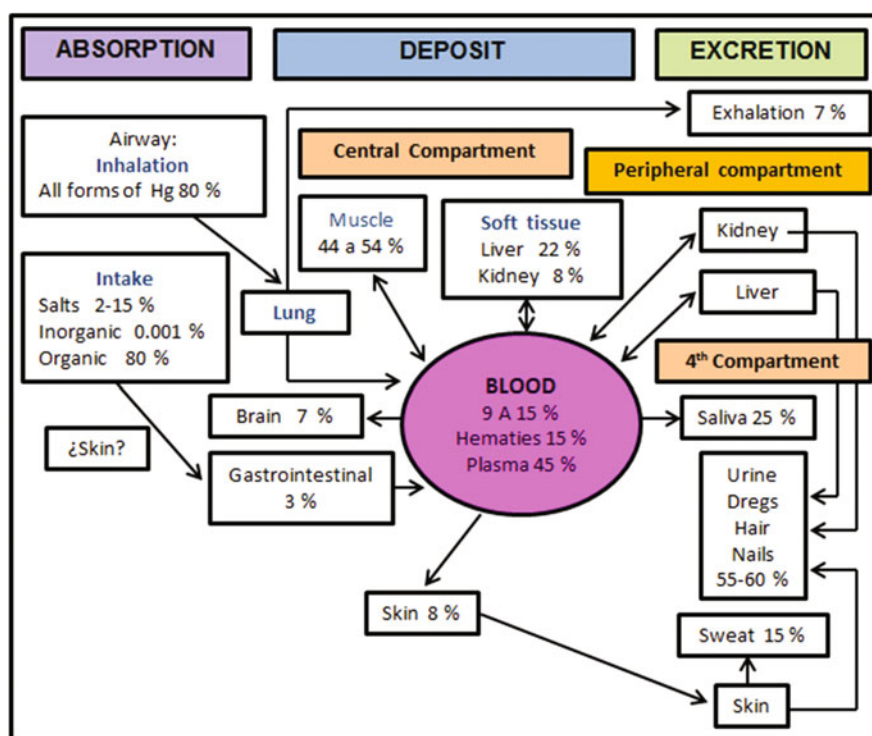 ABSORPTION
DEPOSIT
EXCRETION
Exhalation 7 %
Airway:
Inhalation
All forms of Hg 80 %
Central Compartment
Peripheral compartment
Muscle
44 a 54 %
Soft tissue
Liver 22 %
Kidney 8 %
Kidney
Intake
Salts 2-15 %
Inorganic 0.001 %
Organic 80 %
Lung
Liver
4th Compartment
BLOOD
9 A 15 %
Hematies 15 %
Plasma 45 %
Brain 7 %
Saliva 25 %
¿Skin?
Gastrointestinal
3 %
Urine
Dregs
Hair
Nails
55-60 %
Skin 8 %
Sweat 15 %
Skin